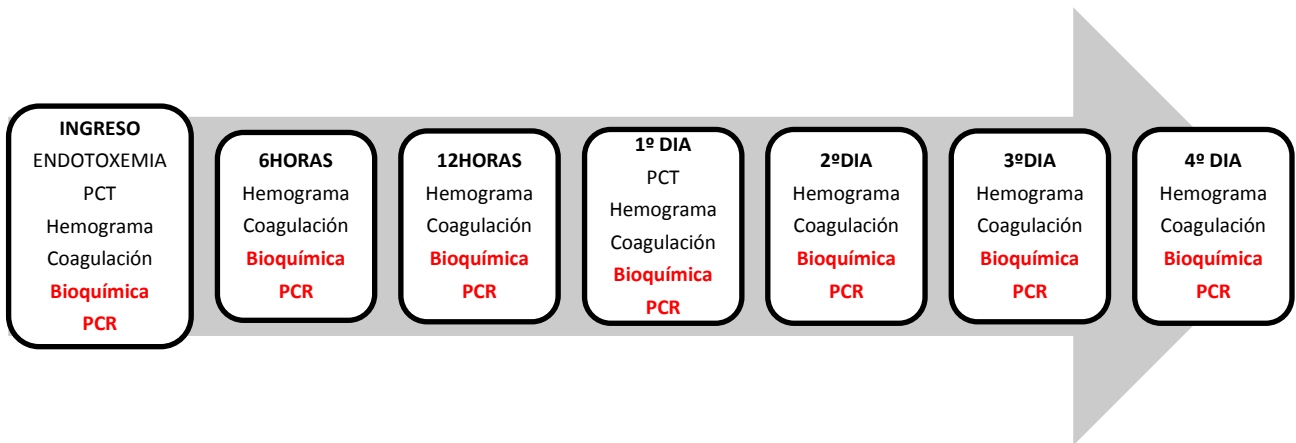 INGRESO
ENDOTOXEMIA
PCT
Hemograma
Coagulación
Bioquímica
PCR
6HORAS
Hemograma
Coagulación
Bioquímica
PCR
12HORAS
Hemograma
Coagulación
Bioquímica
PCR
1º DIA
PCT
Hemograma
Coagulación
Bioquímica
PCR
2ºDIA
Hemograma
Coagulación
Bioquímica
PCR
3ºDIA
Hemograma
Coagulación
Bioquímica
PCR
4º DIA
Hemograma
Coagulación
Bioquímica
PCR